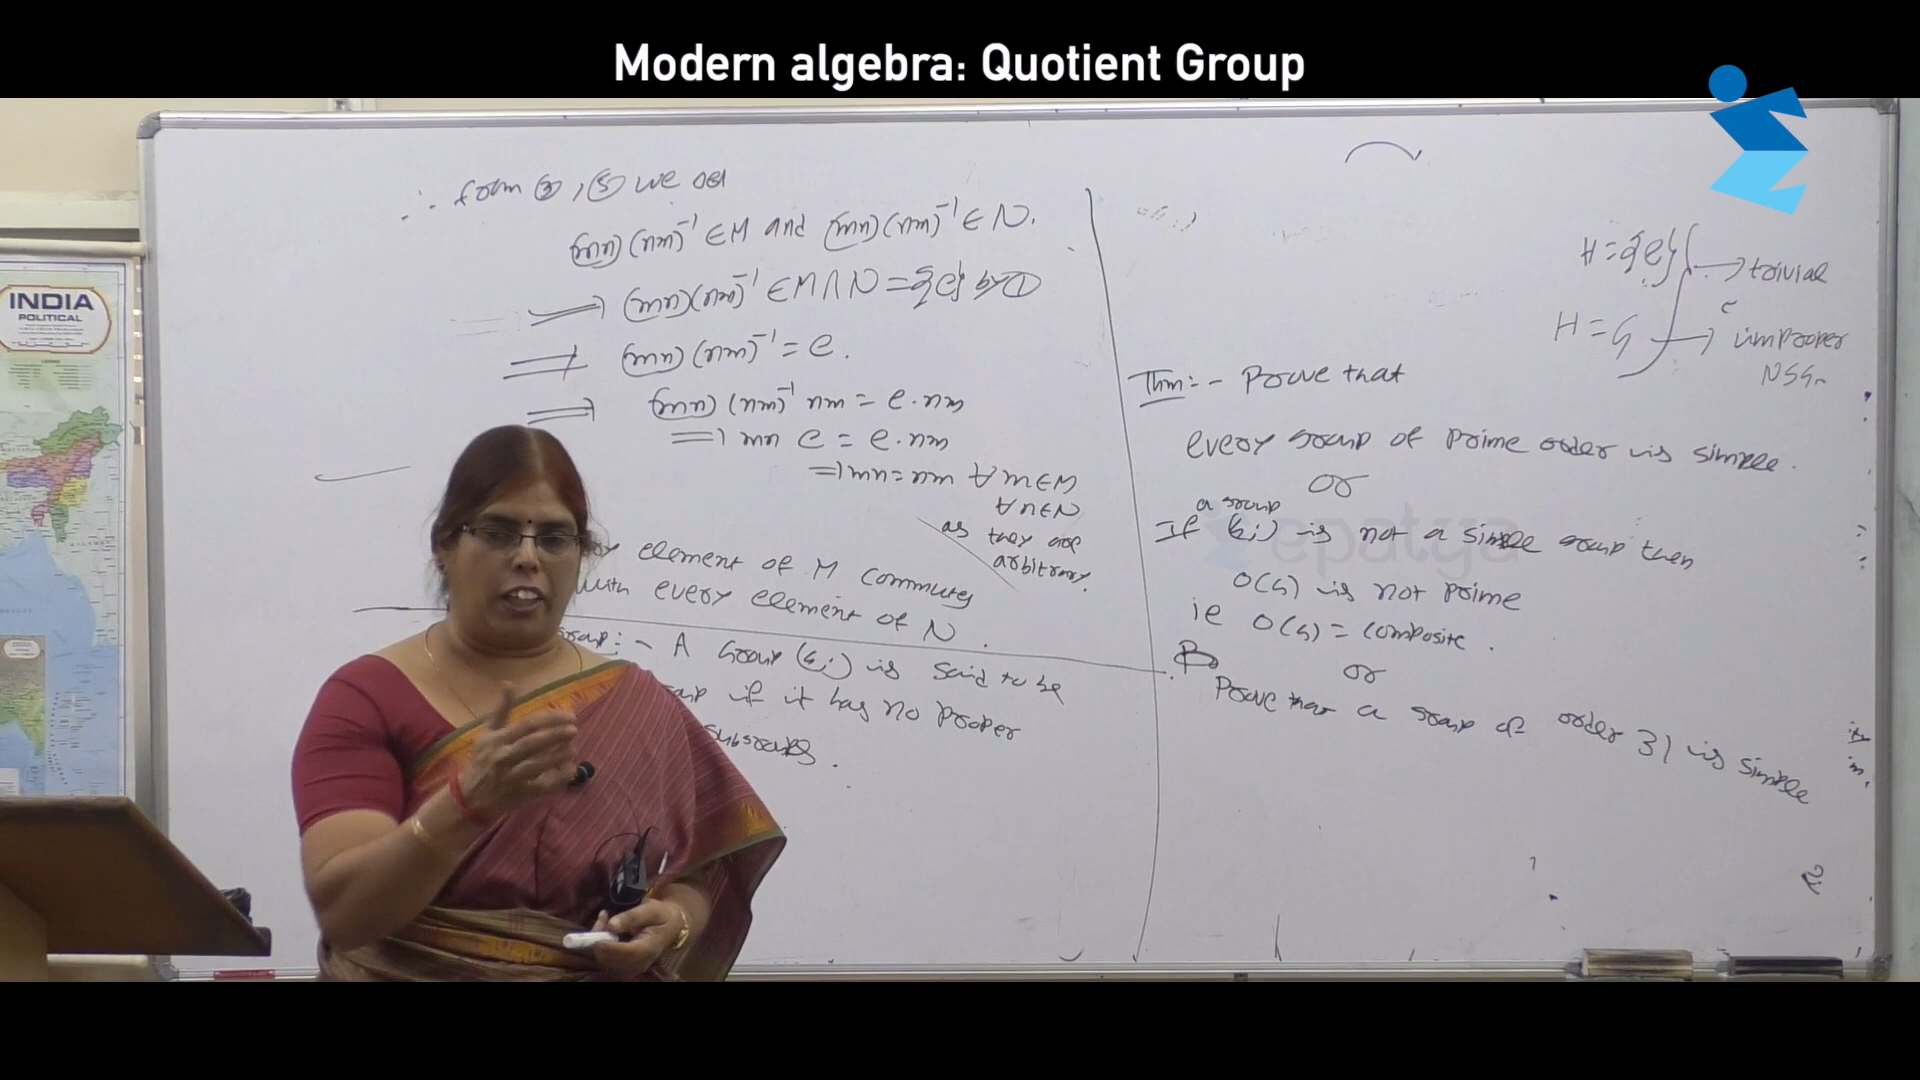 Modern algebra: Quotient Group
INDIA
POLITICAL
∴ from ③, ⑤ we get
(mn)(nm)⁻¹ ∈ M and (mn)(nm)⁻¹ ∈ N.
⟹ (mn)(nm)⁻¹ ∈ M∩N = {e} by ①
⟹ (mn)(nm)⁻¹ = e.
⟹ (mn)(nm)⁻¹ nm = e.nm
⟹ mn e = e.nm
⟹ mn = nm ∀ m∈M
∀ n∈N
as they are
arbitrary.
element of M commutes
with every element of N.
group:- A Group (G,.) is said to be
if it has no proper
subgroups.
H = {e} → trivial
H = G → improper
NSG
Thm:- Prove that
every group of prime order is simple.
or
a group
If (G,.) is not a simple group then
O(G) is not prime
ie O(G) = composite.
or
Prove that a group of order 31 is simple
epatya